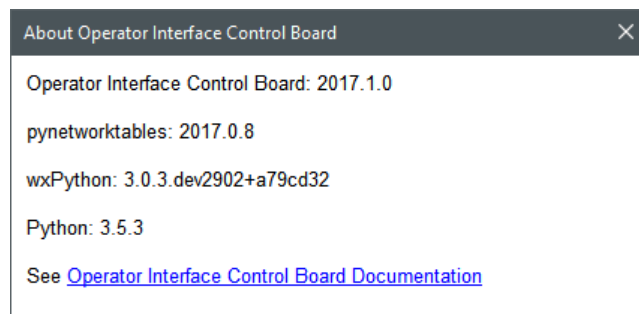 About Operator Interface Control Board
Operator Interface Control Board: 2017.1.0
pynetworktables: 2017.0.8
wxPython: 3.0.3.dev2902+a79cd32
Python: 3.5.3
See Operator Interface Control Board Documentation